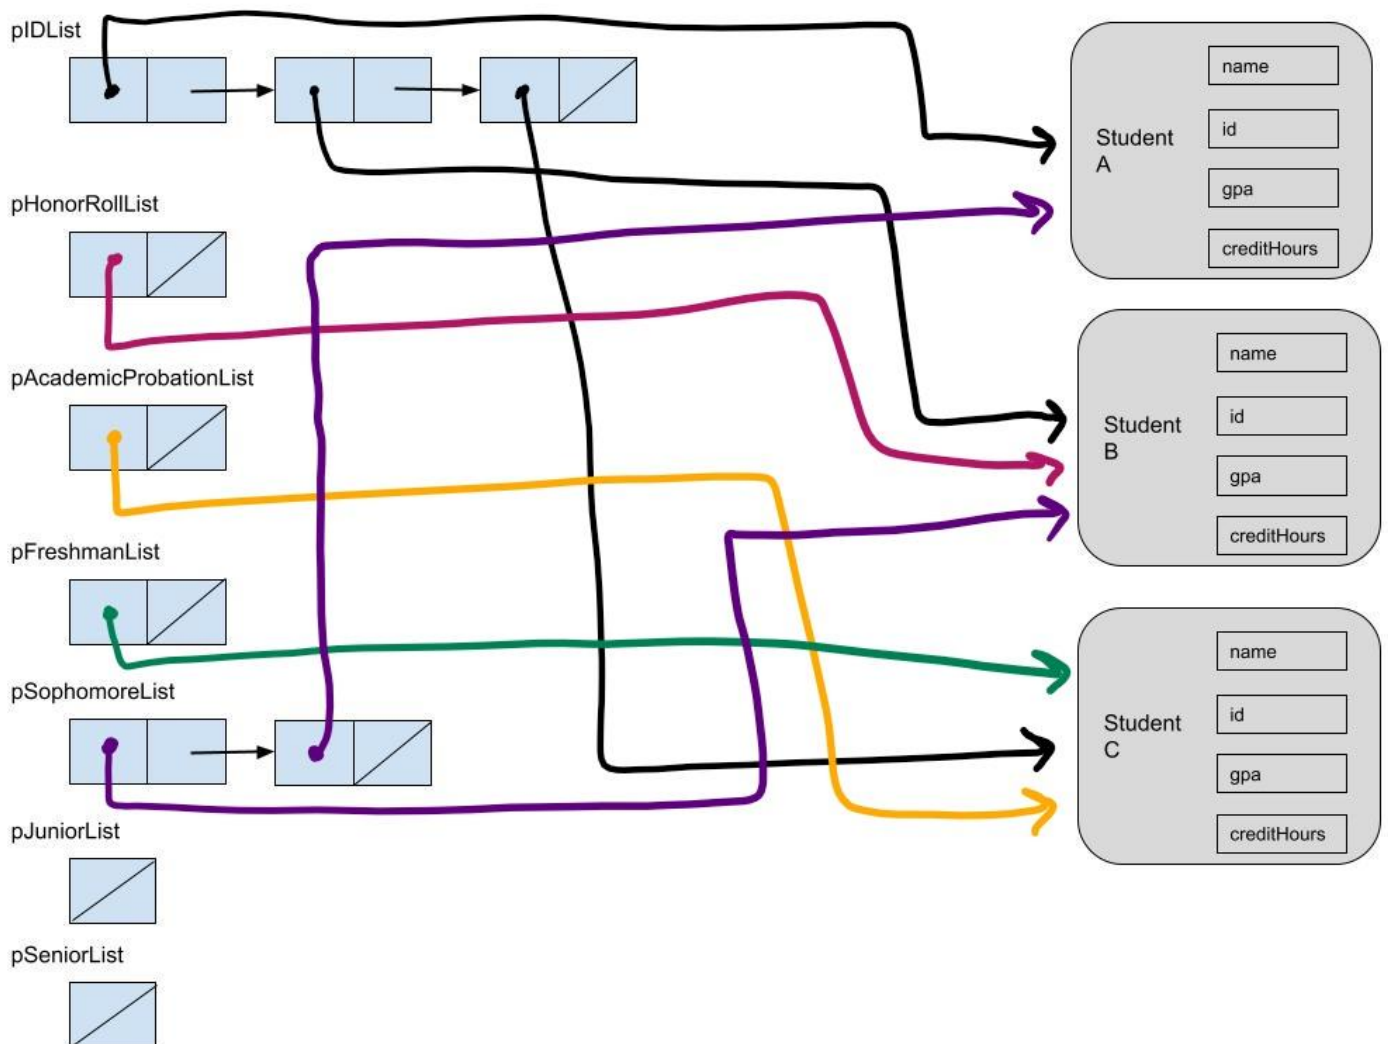 pIDList
pHonorRollList
pAcademicProbationList
pFreshmanList
pSophomoreList
pJuniorList
pSeniorList
Student
A
name
id
gpa
creditHours
Student
B
name
id
gpa
creditHours
Student
C
name
id
gpa
creditHours